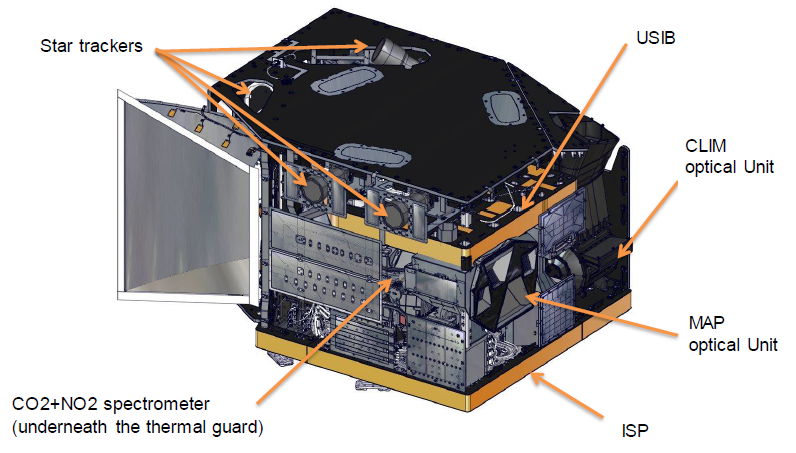 Star trackers
USIB
CLIM
optical Unit
MAP
optical Unit
CO2+NO2 spectrometer
(underneath the thermal guard)
ISP